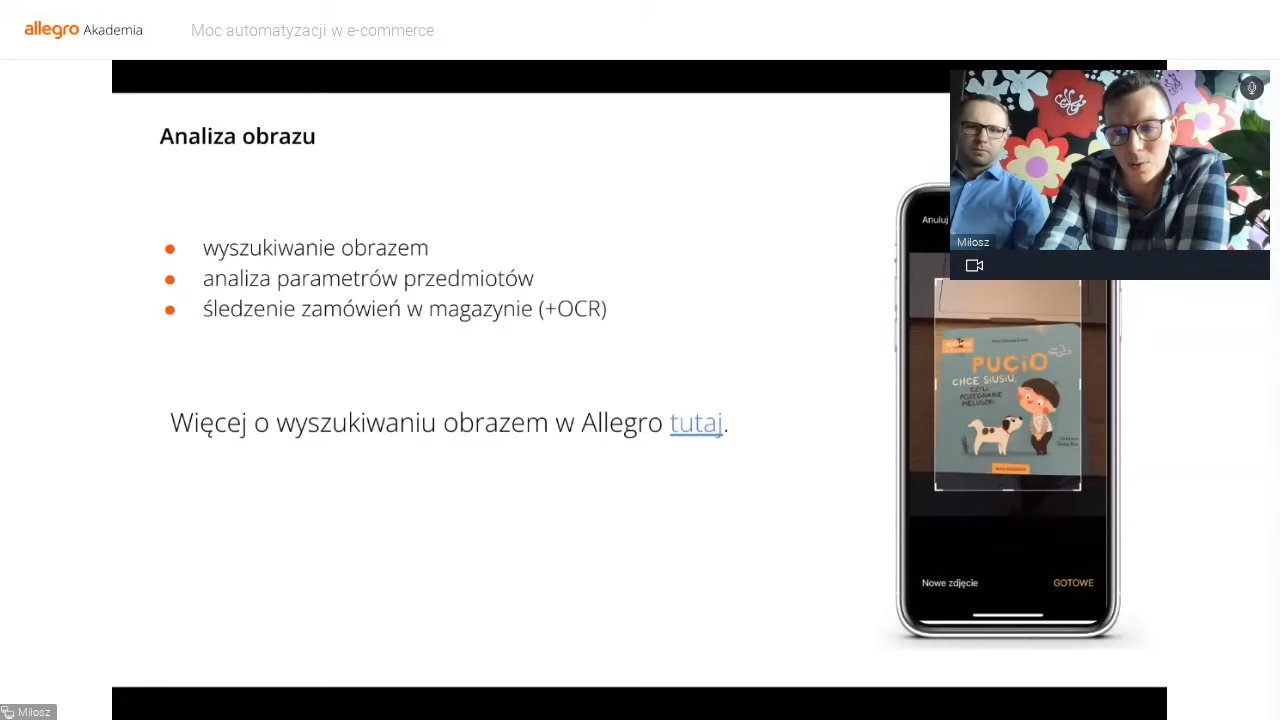 allegro Akademia
Moc automatyzacji w e-commerce
Analiza obrazu
wyszukiwanie obrazem
analiza parametrów przedmiotów
śledzenie zamówień w magazynie (+OCR)
Więcej o wyszukiwaniu obrazem w Allegro tutaj.
Miłosz
Anuluj
PUCIO
CHCE SIUSIU,
CZYLI
POŻEGNANIE
PIELUSZKI
Nowe zdjęcie
GOTOWE
Miłosz